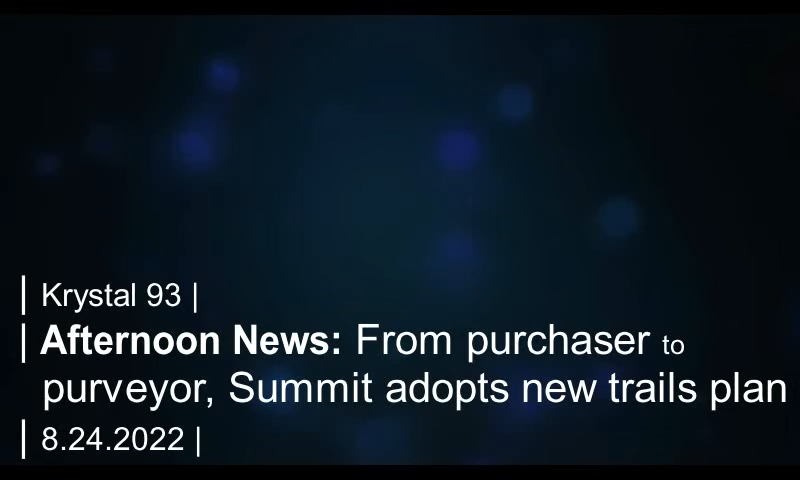 | Krystal 93 |
| Afternoon News: From purchaser to
purveyor, Summit adopts new trails plan
| 8.24.2022 |